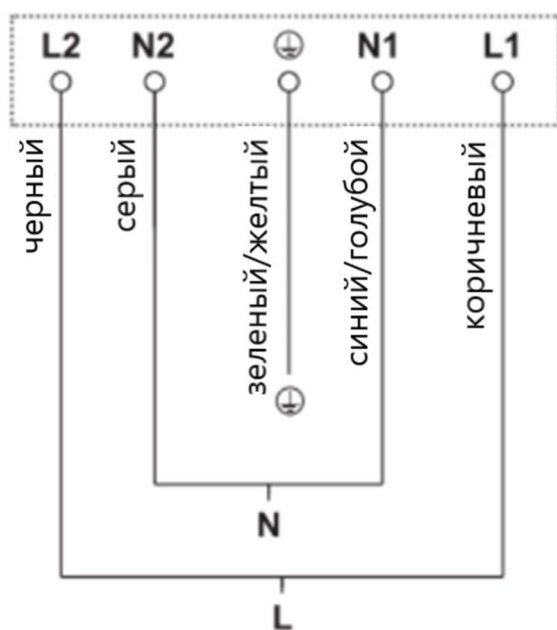 L2 N2 N1 L1
черный
серый
зеленый/желтый
синий/голубой
коричневый
N
L